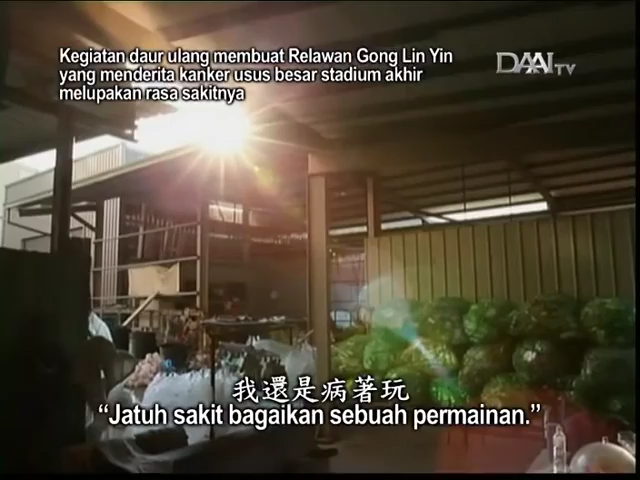 Kegiatan daur ulang membuat Relawan Gong Lin Yin
yang menderita kanker usus besar stadium akhir
melupakan rasa sakitnya
DAAI TV
我還是病著玩
“Jatuh sakit bagaikan sebuah permainan.”